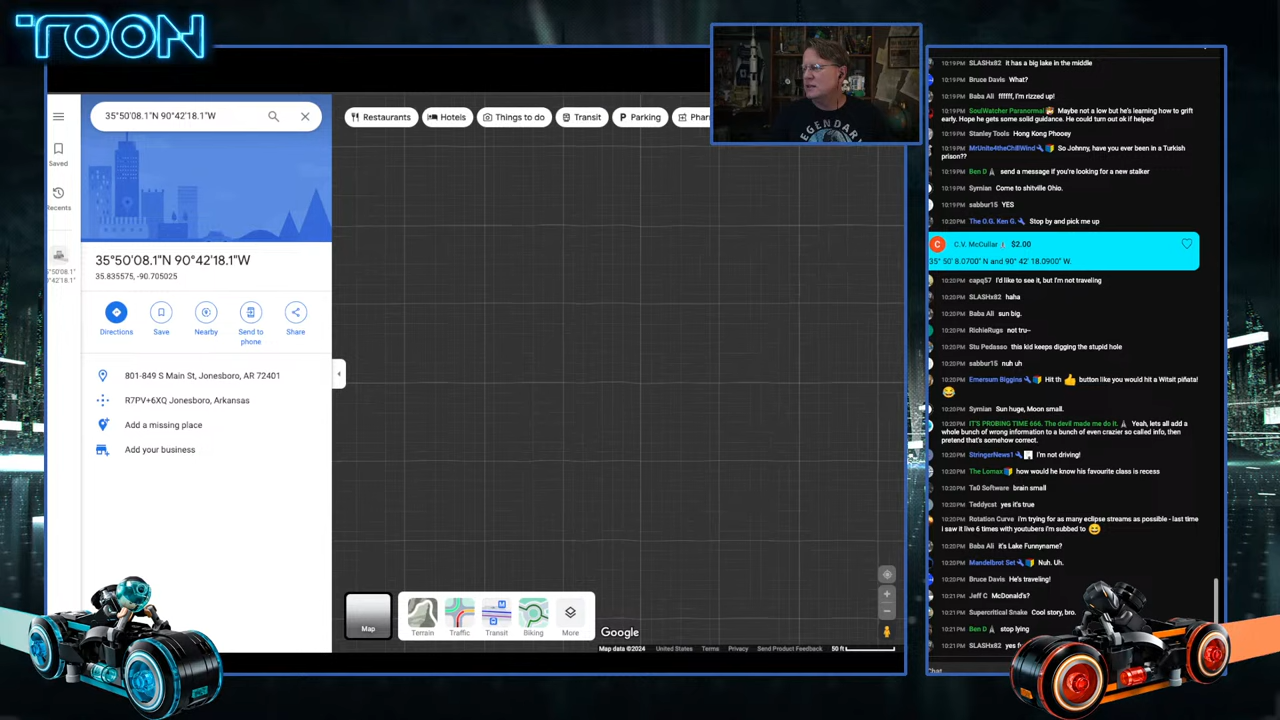 TOON
35°50'08.1"N 90°42'18.1"W
Restaurants
Hotels
Things to do
Transit
Parking
Phar
Saved
Recents
5°50'08.1"
°42'18.1"
35°50'08.1"N 90°42'18.1"W
35.835575, -90.705025
Directions
Save
Nearby
Send to
phone
Share
801-849 S Main St, Jonesboro, AR 72401
R7PV+6XQ Jonesboro, Arkansas
Add a missing place
Add your business
Map
Terrain
Traffic
Transit
Biking
More
Google
Map data ©2024
United States
Terms
Privacy
Send Product Feedback
50 ft
LEGENDARY
10:19PM SLASHx82 it has a big lake in the middle
10:19PM Bruce Davis What?
10:19PM Baba Ali ffffff, I'm rizzed up!
10:19PM SoulWatcher Paranormal Maybe not a low but he's learning how to grift
early. Hope he gets some solid guidance. He could turn out ok if helped
10:19PM Stanley Tools Hong Kong Phooey
10:19PM MrUnite4theChillWind So Johnny, have you ever been in a Turkish
prison??
10:19PM Ben D send a message if you're looking for a new stalker
10:19PM Symian Come to shitville Ohio.
10:19PM sabbur15 YES
10:19PM The O.G. Ken G. Stop by and pick me up
C C.V. McCullar $2.00
35° 50' 8.0700" N and 90° 42' 18.0900" W.
10:20PM capq57 I'd like to see it, but I'm not traveling
10:20PM SLASHx82 haha
10:20PM Baba Ali sun big.
10:20PM RichieRugs not tru--
10:20PM Stu Pedasso this kid keeps digging the stupid hole
10:20PM sabbur15 nuh uh
10:20PM Emersum Biggins Hit th 👍 button like you would hit a Witsit piñata!
😂
10:20PM Symian Sun huge, Moon small.
10:20PM IT'S PROBING TIME 666. The devil made me do it. Yeah, lets all add a
whole bunch of wrong information to a bunch of even crazier so called info, then
pretend that's somehow correct.
10:20PM StringerNews1 I'm not driving!
10:20PM The Lomax how would he know his favourite class is recess
10:20PM Ta0 Software brain small
10:20PM Teddycst yes it's true
10:20PM Rotation Curve i'm trying for as many eclipse streams as possible - last time
i saw it live 6 times with youtubers i'm subbed to 😄
10:20PM Baba Ali it's Lake Funnyname?
10:20PM Mandelbrot Set Nuh. Uh.
10:20PM Bruce Davis He's traveling!
10:21PM Jeff C McDonald's?
10:21PM Supercritical Snake Cool story, bro.
10:21PM Ben D stop lying
10:21PM SLASHx82 yes